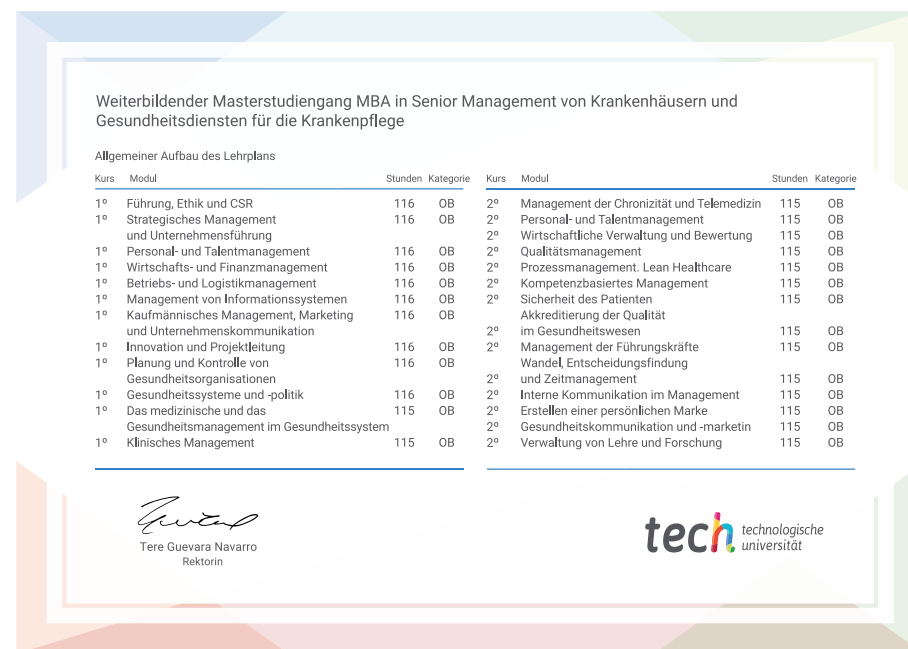 Weiterbildender Masterstudiengang MBA in Senior Management von Krankenhäusern und
Gesundheitsdiensten für die Krankenpflege
Allgemeiner Aufbau des Lehrplans
Kurs Modul Stunden Kategorie
1º Führung, Ethik und CSR 116 OB
1º Strategisches Management 116 OB
und Unternehmensführung
1º Personal- und Talentmanagement 116 OB
1º Wirtschafts- und Finanzmanagement 116 OB
1º Betriebs- und Logistikmanagement 116 OB
1º Management von Informationssystemen 116 OB
1º Kaufmännisches Management, Marketing 116 OB
und Unternehmenskommunikation
1º Innovation und Projektleitung 116 OB
1º Planung und Kontrolle von 116 OB
Gesundheitsorganisationen
1º Gesundheitssysteme und -politik 116 OB
1º Das medizinische und das 115 OB
Gesundheitsmanagement im Gesundheitssystem
1º Klinisches Management 115 OB
Kurs Modul Stunden Kategorie
2º Management der Chronizität und Telemedizin 115 OB
2º Personal- und Talentmanagement 115 OB
2º Wirtschaftliche Verwaltung und Bewertung 115 OB
2º Qualitätsmanagement 115 OB
2º Prozessmanagement. Lean Healthcare 115 OB
2º Kompetenzbasiertes Management 115 OB
2º Sicherheit des Patienten 115 OB
Akkreditierung der Qualität
2º im Gesundheitswesen 115 OB
2º Management der Führungskräfte 115 OB
Wandel, Entscheidungsfindung
2º und Zeitmanagement 115 OB
2º Interne Kommunikation im Management 115 OB
2º Erstellen einer persönlichen Marke 115 OB
2º Gesundheitskommunikation und -marketin 115 OB
2º Verwaltung von Lehre und Forschung 115 OB
Tere Guevara Navarro
Rektorin
tech technologische
universität